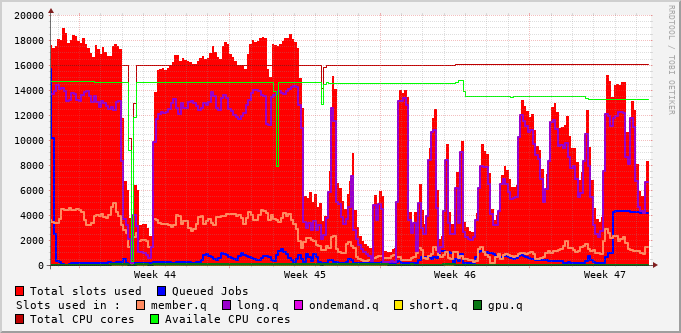 20000
18000
16000
14000
12000
10000
8000
6000
4000
2000
0
Week 44 Week 45 Week 46 Week 47
RRDTOOL / TOBI OETIKER
Total slots used Queued Jobs
Slots used in : member.q long.q ondemand.q short.q gpu.q
Total CPU cores Availale CPU cores